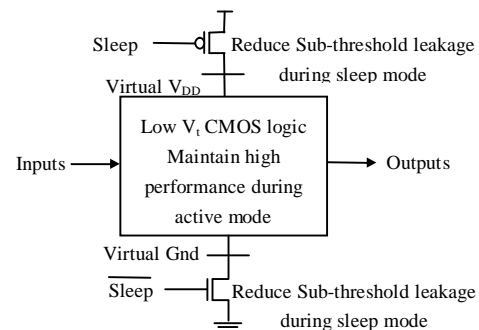 Sleep
Reduce Sub-threshold leakage
during sleep mode
Virtual V_DD
Low V_t CMOS logic
Maintain high
performance during
active mode
Inputs
Outputs
Virtual Gnd
Sleep
Reduce Sub-threshold leakage
during sleep mode